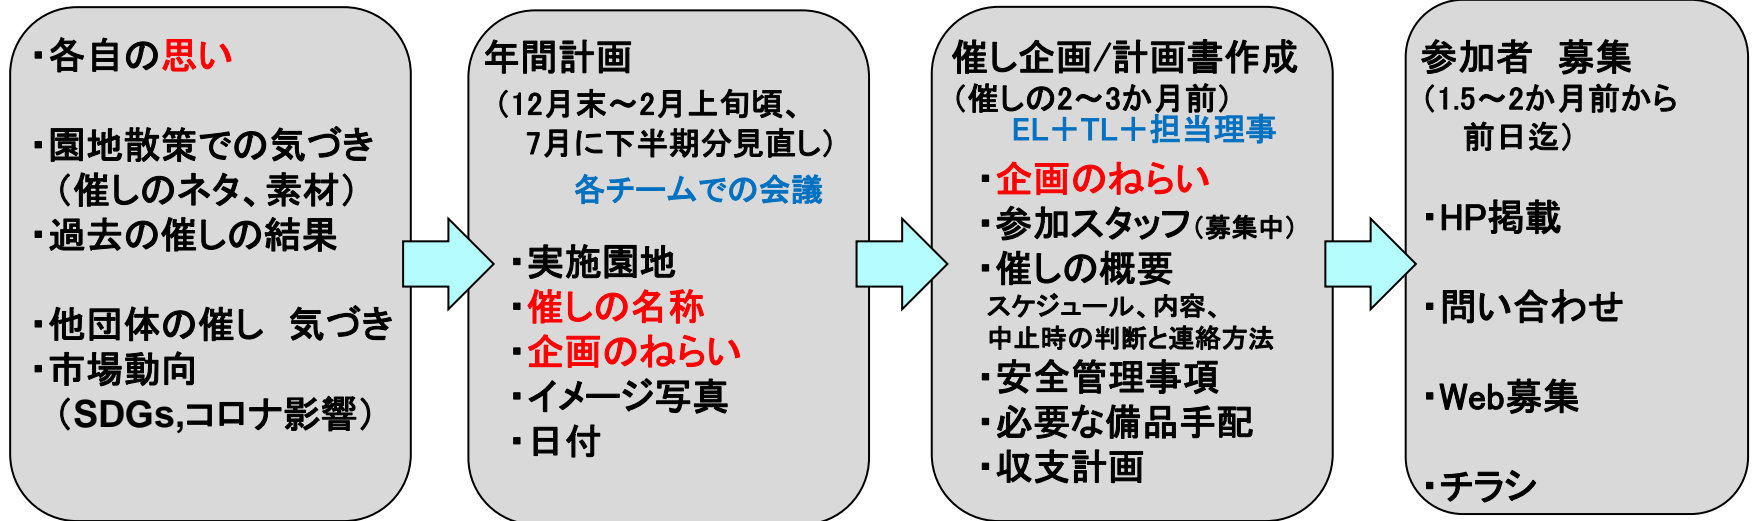 ・各自の思い
・園地散策での気づき
（催しのネタ、素材）
・過去の催しの結果
・他団体の催し　気づき
・市場動向
（SDGs,コロナ影響）
年間計画
（12月末～2月上旬頃、
7月に下半期分見直し）
各チームでの会議
・実施園地
・催しの名称
・企画のねらい
・イメージ写真
・日付
催し企画/計画書作成
（催しの2～3か月前）
EL＋TL＋担当理事
・企画のねらい
・参加スタッフ（募集中）
・催しの概要
スケジュール、内容、
中止時の判断と連絡方法
・安全管理事項
・必要な備品手配
・収支計画
参加者　募集
（1.5～2か月前から
前日迄）
・HP掲載
・問い合わせ
・Web募集
・チラシ